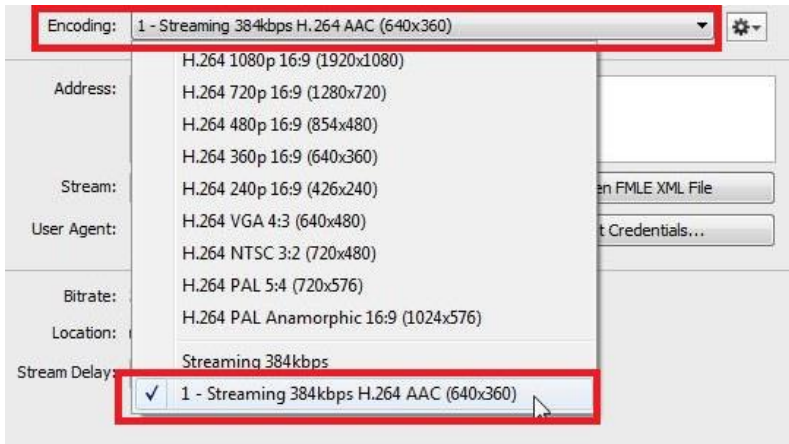 Encoding: 1 - Streaming 384kbps H.264 AAC (640x360)
H.264 1080p 16:9 (1920x1080)
Address: H.264 720p 16:9 (1280x720)
H.264 480p 16:9 (854x480)
H.264 360p 16:9 (640x360)
Stream: H.264 240p 16:9 (426x240) en FMLE XML File
User Agent: H.264 VGA 4:3 (640x480) t Credentials...
H.264 NTSC 3:2 (720x480)
Bitrate: H.264 PAL 5:4 (720x576)
H.264 PAL Anamorphic 16:9 (1024x576)
Location:
Streaming 384kbps
Stream Delay:
1 - Streaming 384kbps H.264 AAC (640x360)